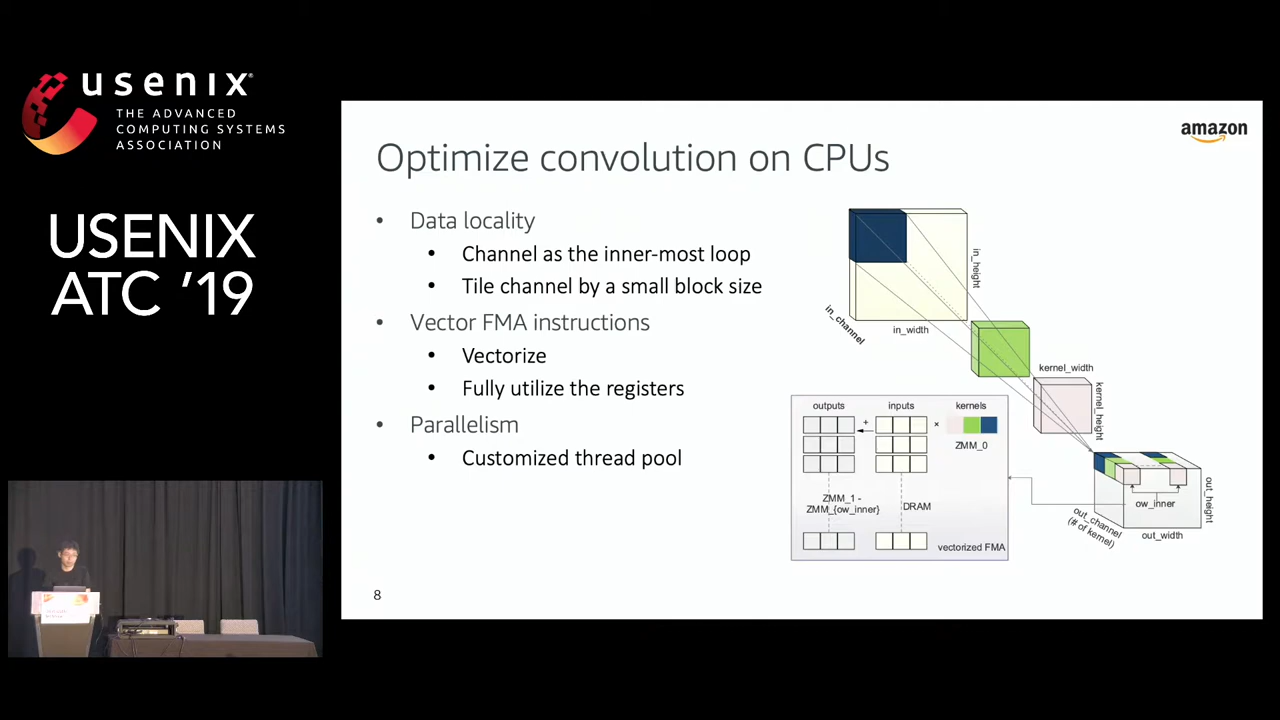 usenix
THE ADVANCED
COMPUTING SYSTEMS
ASSOCIATION
USENIX
ATC '19
amazon
Optimize convolution on CPUs
• Data locality
• Channel as the inner-most loop
• Tile channel by a small block size
• Vector FMA instructions
• Vectorize
• Fully utilize the registers
• Parallelism
• Customized thread pool
8
in_height
in_width
in_channel
kernel_width
kernel_height
outputs
inputs
kernels
+
×
ZMM_0
ZMM_1 -
ZMM_{ow_inner}
DRAM
vectorized FMA
ow_inner
out_height
out_channel
(# of kernel)
out_width